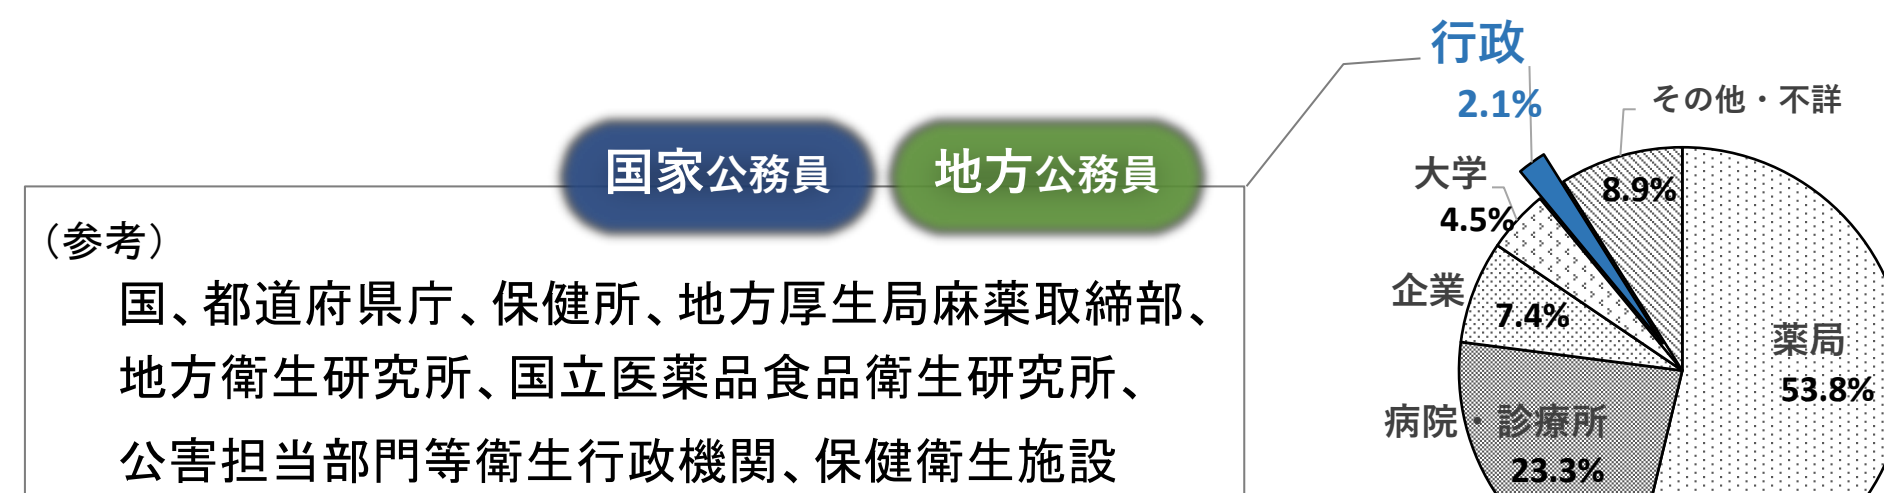 国家公務員
地方公務員
（参考）
国、都道府県庁、保健所、地方厚生局麻薬取締部、
地方衛生研究所、国立医薬品食品衛生研究所、
公害担当部門等衛生行政機関、保健衛生施設
行政
2.1%
その他・不詳
8.9%
大学
4.5%
企業
7.4%
薬局
53.8%
病院・診療所
23.3%